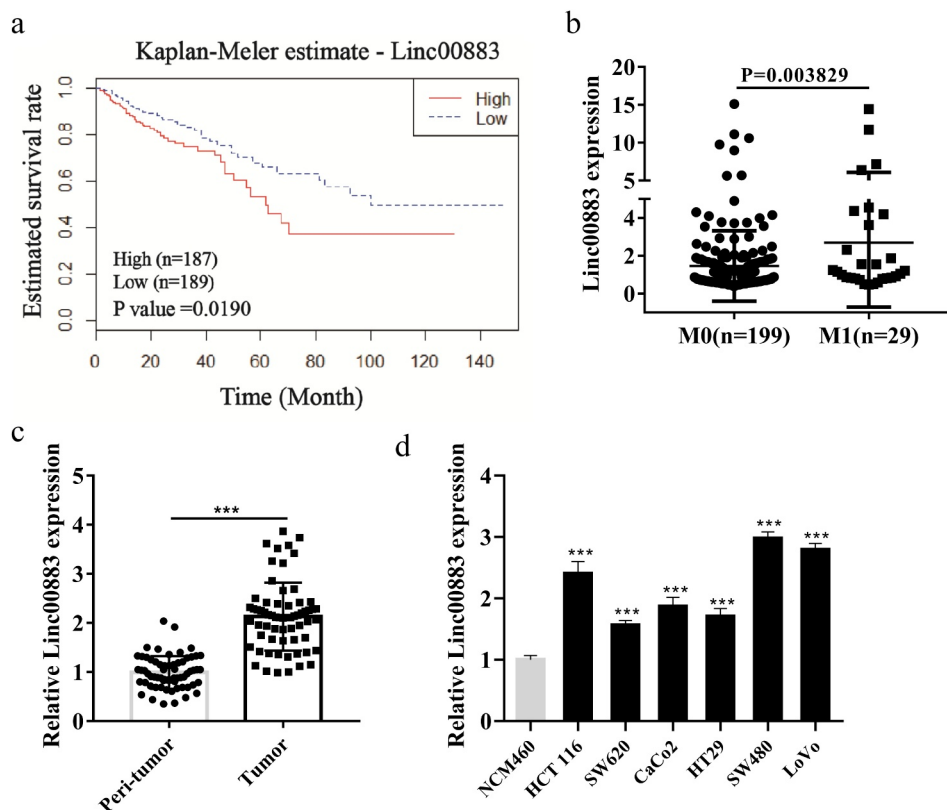 a
Kaplan-Meler estimate - Linc00883
Estimated survival rate
1.0
0.8
0.6
0.4
0.2
0.0
High
Low
High (n=187)
Low (n=189)
P value =0.0190
0 20 40 60 80 100 120 140
Time (Month)
b
P=0.003829
Linc00883 expression
20
15
10
5
4
2
0
M0(n=199) M1(n=29)
c
Relative Linc00883 expression
5
4
3
2
1
0
***
Peri-tumor Tumor
d
Relative Linc00883 expression
4
3
2
1
0
*** *** *** *** *** ***
NCM460 HCT 116 SW620 CaCo2 HT29 SW480 LoVo